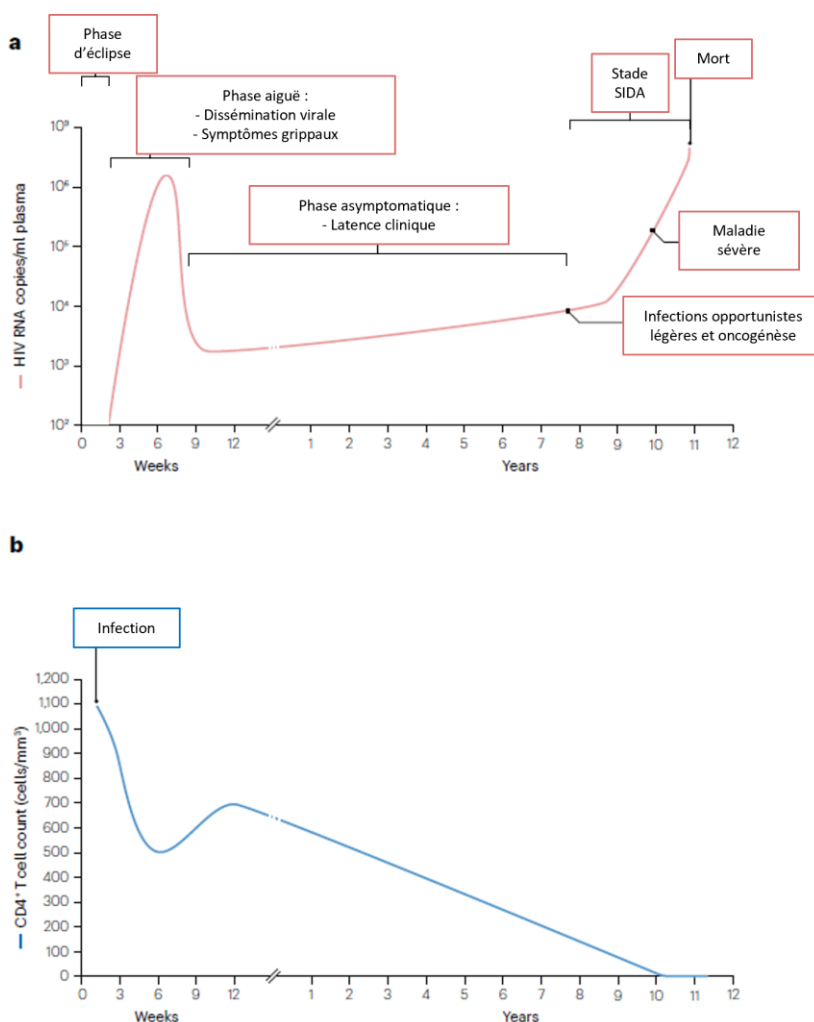 a
Phase
d’éclipse
Phase aiguë :
- Dissémination virale
- Symptômes grippaux
Stade
SIDA
Mort
Phase asymptomatique :
- Latence clinique
Maladie
sévère
Infections opportunistes
légères et oncogénèse
HIV RNA copies/ml plasma
10⁹
10⁶
10⁵
10⁴
10³
10²
0 3 6 9 12 1 2 3 4 5 6 7 8 9 10 11 12
Weeks Years
b
Infection
CD4⁺ T cell count (cells/mm³)
1,200
1,100
1,000
900
800
700
600
500
400
300
200
100
0
0 3 6 9 12 1 2 3 4 5 6 7 8 9 10 11 12
Weeks Years